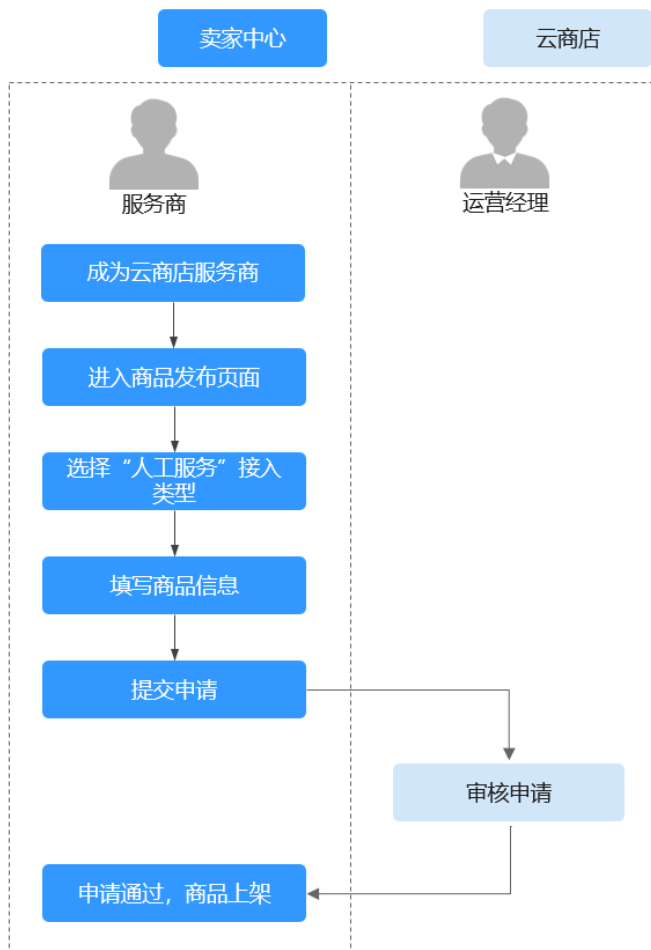 卖家中心
云商店
服务商
运营经理
成为云商店服务商
进入商品发布页面
选择“人工服务”接入
类型
填写商品信息
提交申请
审核申请
申请通过，商品上架